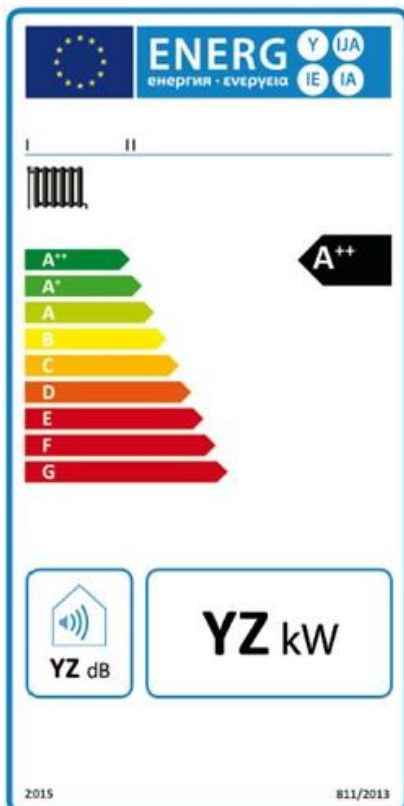 ENERG Y IJA
енергия · ενεργεια IE IA
I II
A++
A++
A+
A
B
C
D
E
F
G
YZ dB
YZ kW
2015 811/2013